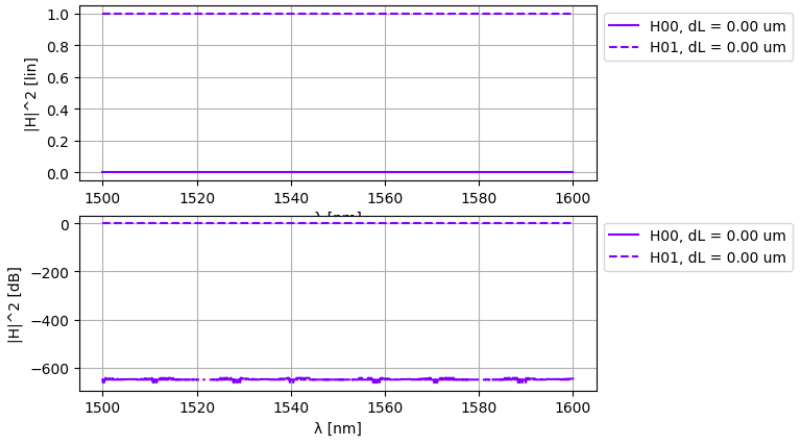 1.0
0.8
0.6
0.4
0.2
0.0
|H|^2 [lin]
1500 1520 1540 1560 1580 1600
λ [nm]
H00, dL = 0.00 um
H01, dL = 0.00 um
0
−200
−400
−600
|H|^2 [dB]
1500 1520 1540 1560 1580 1600
λ [nm]
H00, dL = 0.00 um
H01, dL = 0.00 um